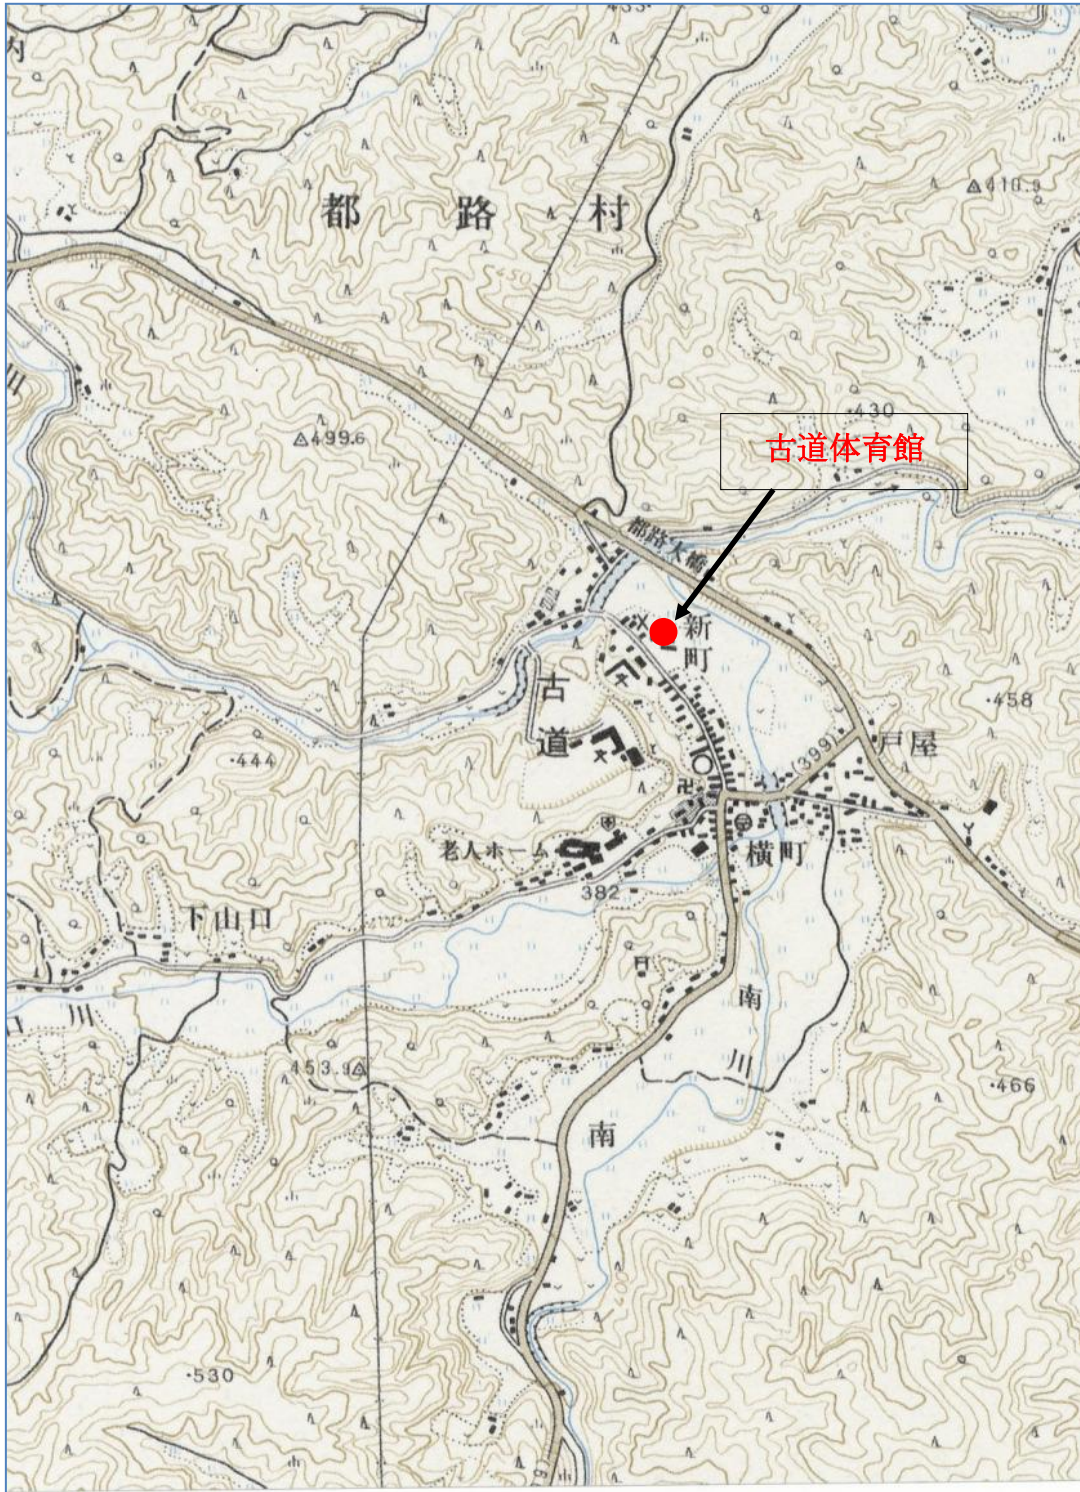 都路村
410.9
450
499.6
430
古道体育館
都路大橋
新町
古道
458
戸屋
(399)
444
老人ホーム
横町
382
下山口
南川
川
453.9
466
南
530